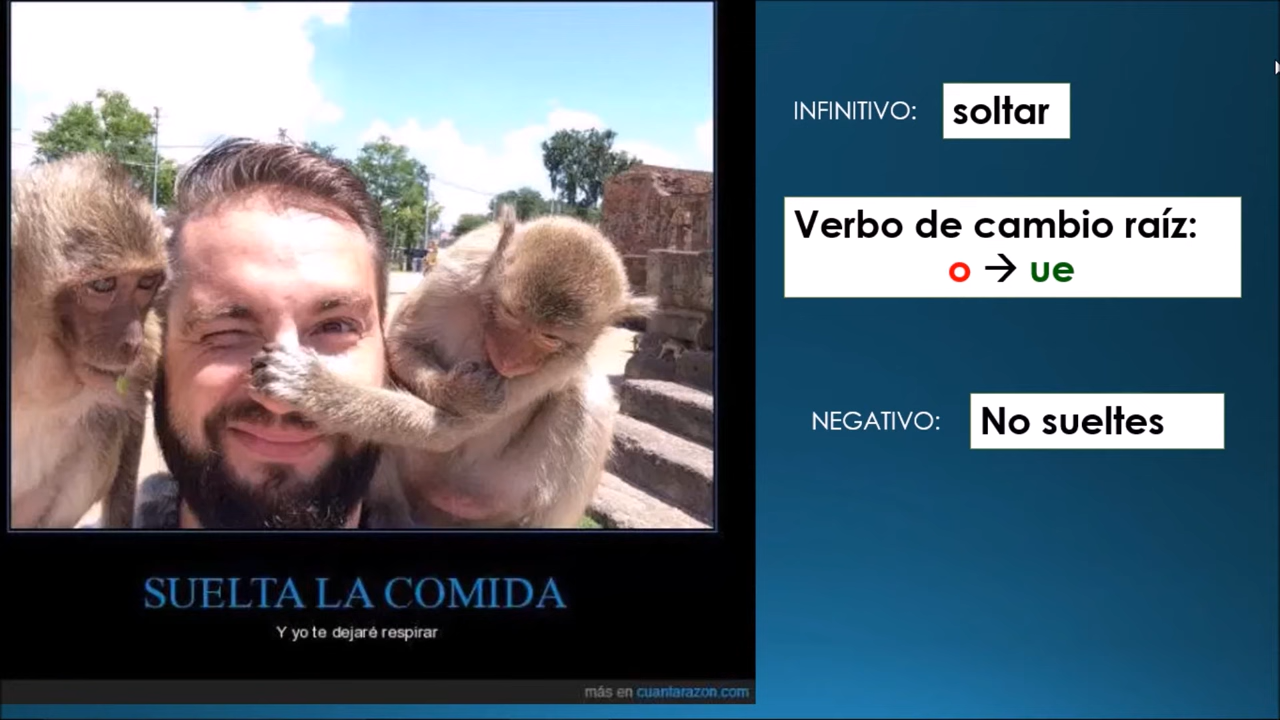 SUELTA LA COMIDA
Y yo te dejaré respirar
más en cuantarazon.com
INFINITIVO: soltar
Verbo de cambio raíz:
o → ue
NEGATIVO: No sueltes